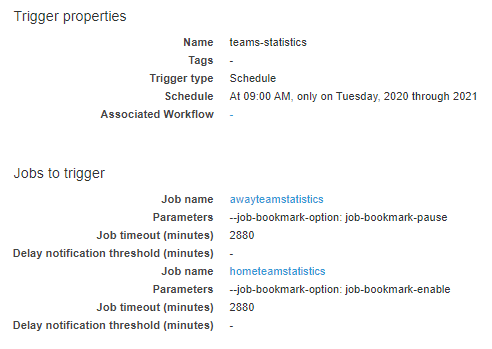 Trigger properties
Name teams-statistics
Tags -
Trigger type Schedule
Schedule At 09:00 AM, only on Tuesday, 2020 through 2021
Associated Workflow -
Jobs to trigger
Job name awayteamstatistics
Parameters --job-bookmark-option: job-bookmark-pause
Job timeout (minutes) 2880
Delay notification threshold (minutes) -
Job name hometeamstatistics
Parameters --job-bookmark-option: job-bookmark-enable
Job timeout (minutes) 2880
Delay notification threshold (minutes) -